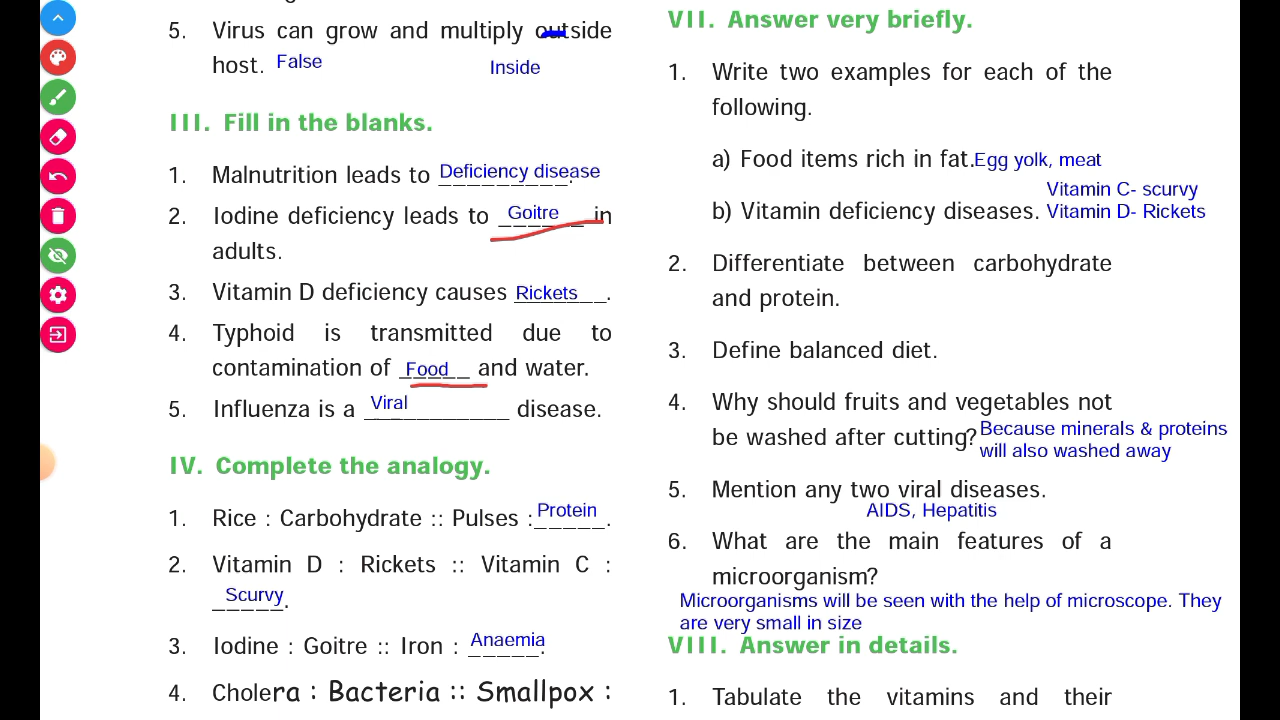 5. Virus can grow and multiply outside
host. False
Inside
III. Fill in the blanks.
1. Malnutrition leads to Deficiency disease.
2. Iodine deficiency leads to Goitre in
adults.
3. Vitamin D deficiency causes Rickets.
4. Typhoid is transmitted due to
contamination of Food and water.
5. Influenza is a Viral disease.
IV. Complete the analogy.
1. Rice : Carbohydrate :: Pulses : Protein.
2. Vitamin D : Rickets :: Vitamin C :
Scurvy.
3. Iodine : Goitre :: Iron : Anaemia.
4. Cholera : Bacteria :: Smallpox :
VII. Answer very briefly.
1. Write two examples for each of the
following.
a) Food items rich in fat. Egg yolk, meat
Vitamin C- scurvy
b) Vitamin deficiency diseases. Vitamin D- Rickets
2. Differentiate between carbohydrate
and protein.
3. Define balanced diet.
4. Why should fruits and vegetables not
be washed after cutting? Because minerals & proteins
will also washed away
5. Mention any two viral diseases.
AIDS, Hepatitis
6. What are the main features of a
microorganism?
Microorganisms will be seen with the help of microscope. They
are very small in size
VIII. Answer in details.
1. Tabulate the vitamins and their